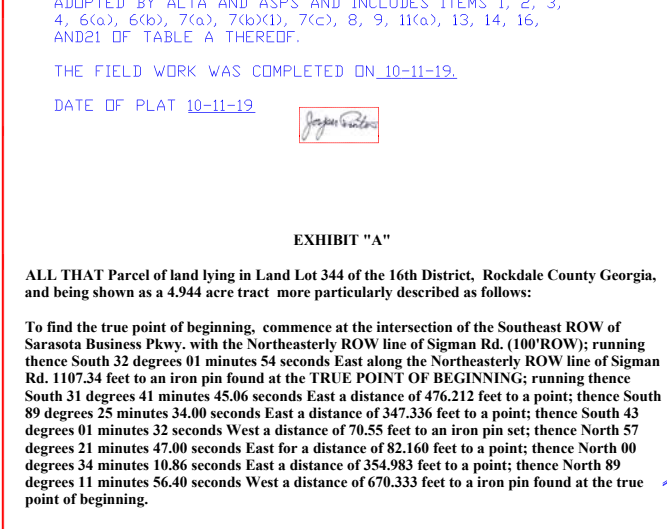 ADOPTED BY ALTA AND ASPS AND INCLUDES ITEMS 1, 2, 3,
4, 6(a), 6(b), 7(a), 7(b)(1), 7(c), 8, 9, 11(a), 13, 14, 16,
AND21 OF TABLE A THEREOF.
THE FIELD WORK WAS COMPLETED ON 10-11-19.
DATE OF PLAT 10-11-19
EXHIBIT "A"
ALL THAT Parcel of land lying in Land Lot 344 of the 16th District, Rockdale County Georgia,
and being shown as a 4.944 acre tract more particularly described as follows:
To find the true point of beginning, commence at the intersection of the Southeast ROW of
Sarasota Business Pkwy. with the Northeasterly ROW line of Sigman Rd. (100'ROW); running
thence South 32 degrees 01 minutes 54 seconds East along the Northeasterly ROW line of Sigman
Rd. 1107.34 feet to an iron pin found at the TRUE POINT OF BEGINNING; running thence
South 31 degrees 41 minutes 45.06 seconds East a distance of 476.212 feet to a point; thence South
89 degrees 25 minutes 34.00 seconds East a distance of 347.336 feet to a point; thence South 43
degrees 01 minutes 32 seconds West a distance of 70.55 feet to an iron pin set; thence North 57
degrees 21 minutes 47.00 seconds East for a distance of 82.160 feet to a point; thence North 00
degrees 34 minutes 10.86 seconds East a distance of 354.983 feet to a point; thence North 89
degrees 11 minutes 56.40 seconds West a distance of 670.333 feet to a iron pin found at the true
point of beginning.